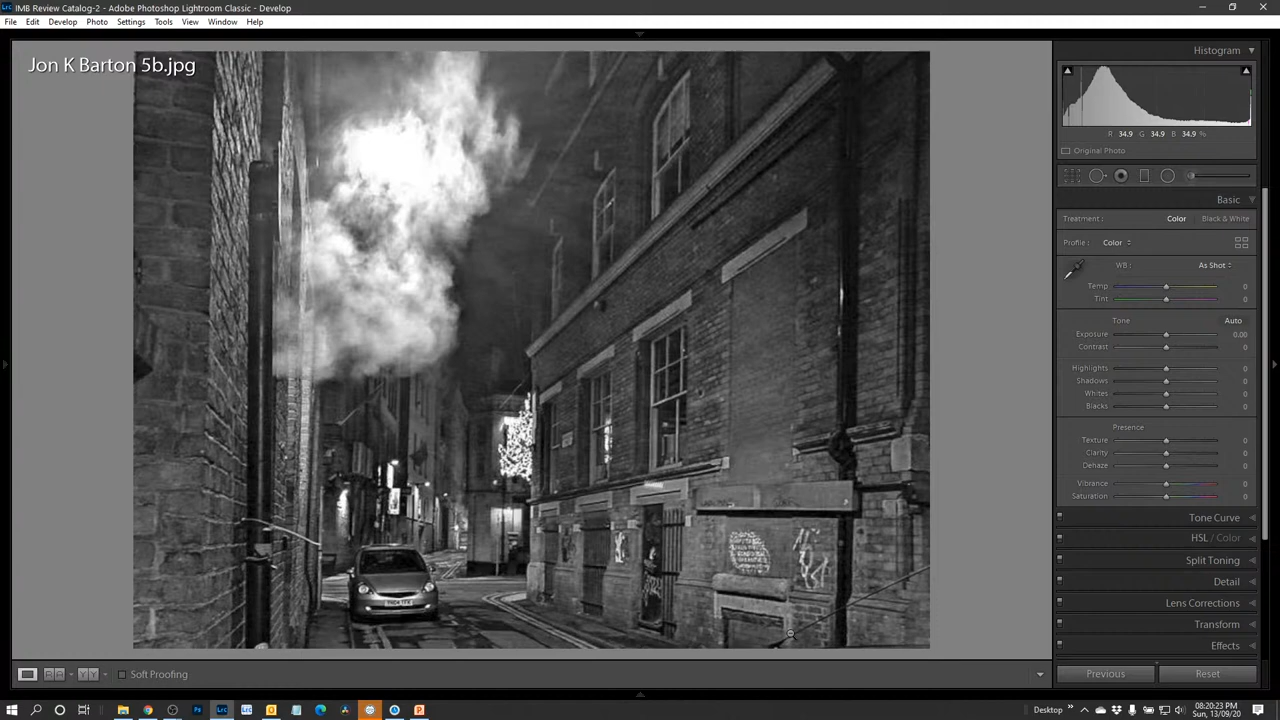 IMB Review Catalog-2 - Adobe Photoshop Lightroom Classic - Develop
File Edit Develop Photo Settings Tools View Window Help
Jon K Barton 5b.jpg
Histogram
R 34.9 G 34.9 B 34.9 %
Original Photo
Basic
Treatment : Color Black & White
Profile : Color
WB : As Shot
Temp 0
Tint 0
Tone Auto
Exposure 0.00
Contrast 0
Highlights 0
Shadows 0
Whites 0
Blacks 0
Presence
Texture 0
Clarity 0
Dehaze 0
Vibrance 0
Saturation 0
Tone Curve
HSL / Color
Split Toning
Detail
Lens Corrections
Transform
Effects
Soft Proofing
Previous Reset
Desktop
08:20:23
Sun, 13/09/20